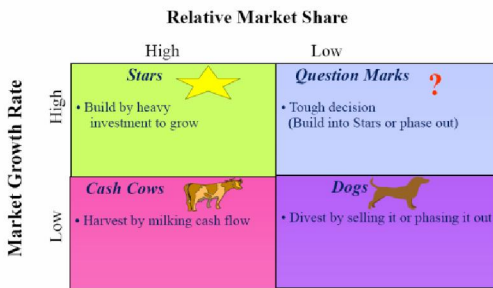 Relative Market Share
High
Low
Market Growth Rate
High
Stars
• Build by heavy
investment to grow
Question Marks
?
• Tough decision
(Build into Stars or phase out)
Low
Cash Cows
• Harvest by milking cash flow
Dogs
• Divest by selling it or phasing it out